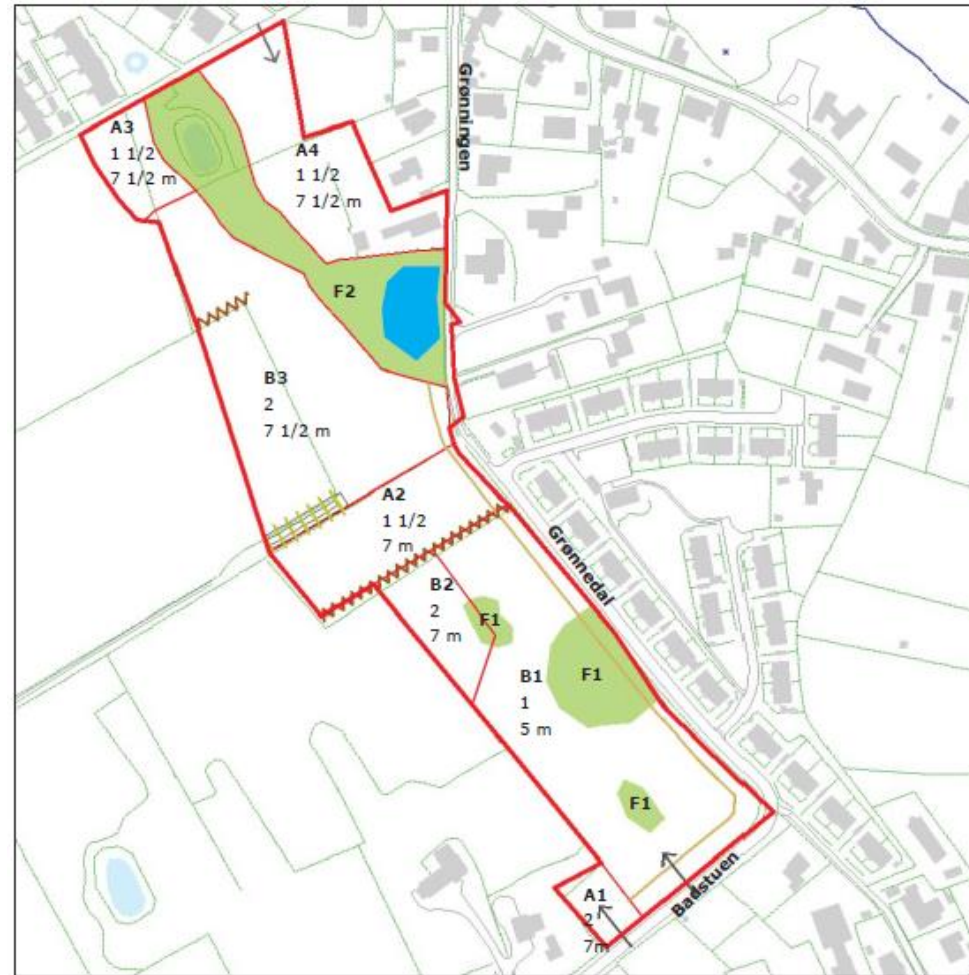 Grønningen
A3
1 1/2
7 1/2 m
A4
1 1/2
7 1/2 m
F2
B3
2
7 1/2 m
A2
1 1/2
7 m
Grønnedal
B2
2
7 m
F1
F1
B1
1
5 m
F1
Badstuen
A1
2
7m